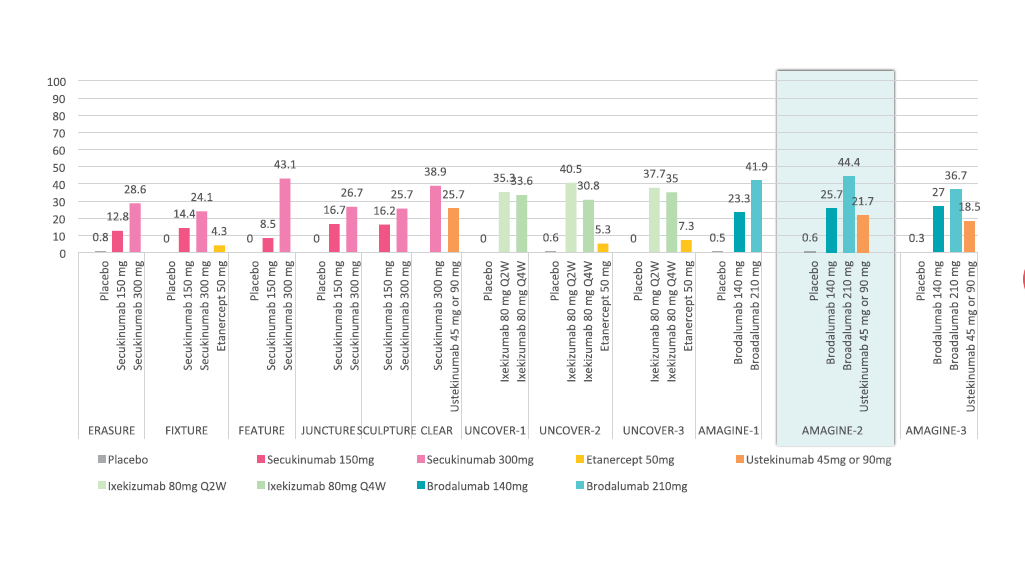 100
90
80
70
60
50
40
30
20
10
0
0.8 12.8 28.6
0 14.4 24.1 4.3
0 8.5 43.1
0 16.7 26.7
16.2 25.7
38.9 25.7
0 35.3 33.6
0.6 40.5 30.8 5.3
0 37.7 35 7.3
0.5 23.3 41.9
0.6 25.7 44.4 21.7
0.3 27 36.7 18.5
Placebo
Secukinumab 150 mg
Secukinumab 300 mg
Placebo
Secukinumab 150 mg
Secukinumab 300 mg
Etanercept 50 mg
Placebo
Secukinumab 150 mg
Secukinumab 300 mg
Placebo
Secukinumab 150 mg
Secukinumab 300 mg
Secukinumab 150 mg
Secukinumab 300 mg
Secukinumab 300 mg
Ustekinumab 45 mg or 90 mg
Placebo
Ixekizumab 80 mg Q2W
Ixekizumab 80 mg Q4W
Placebo
Ixekizumab 80 mg Q2W
Ixekizumab 80 mg Q4W
Etanercept 50 mg
Placebo
Ixekizumab 80 mg Q2W
Ixekizumab 80 mg Q4W
Etanercept 50 mg
Placebo
Brodalumab 140 mg
Broadalumab 210 mg
Placebo
Brodalumab 140 mg
Broadalumab 210 mg
Ustekinumab 45 mg or 90 mg
Placebo
Brodalumab 140 mg
Broadalumab 210 mg
Ustekinumab 45 mg or 90 mg
ERASURE FIXTURE FEATURE JUNCTURE SCULPTURE CLEAR UNCOVER-1 UNCOVER-2 UNCOVER-3 AMAGINE-1 AMAGINE-2 AMAGINE-3
Placebo Secukinumab 150mg Secukinumab 300mg Etanercept 50mg Ustekinumab 45mg or 90mg
Ixekizumab 80mg Q2W Ixekizumab 80mg Q4W Brodalumab 140mg Brodalumab 210mg